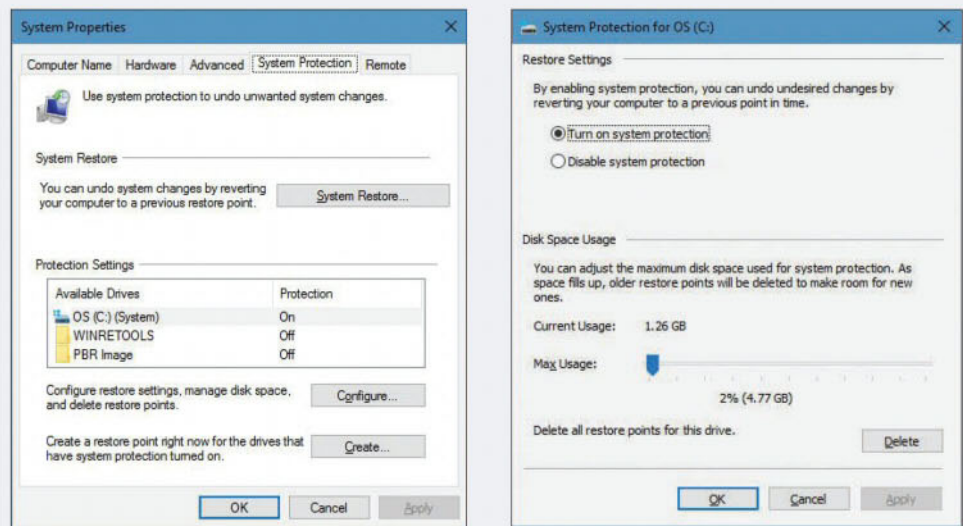 System Properties
Computer Name Hardware Advanced System Protection Remote
Use system protection to undo unwanted system changes.
System Restore
You can undo system changes by reverting
your computer to a previous restore point.
System Restore...
Protection Settings
Available Drives Protection
OS (C:) (System) On
WINRETOOLS Off
PBR Image Off
Configure restore settings, manage disk space,
and delete restore points.
Configure...
Create a restore point right now for the drives that
have system protection turned on.
Create...
OK Cancel Apply
System Protection for OS (C:)
Restore Settings
By enabling system protection, you can undo undesired changes by
reverting your computer to a previous point in time.
Turn on system protection
Disable system protection
Disk Space Usage
You can adjust the maximum disk space used for system protection. As
space fills up, older restore points will be deleted to make room for new
ones.
Current Usage: 1.26 GB
Max Usage:
2% (4.77 GB)
Delete all restore points for this drive.
Delete
OK Cancel Apply